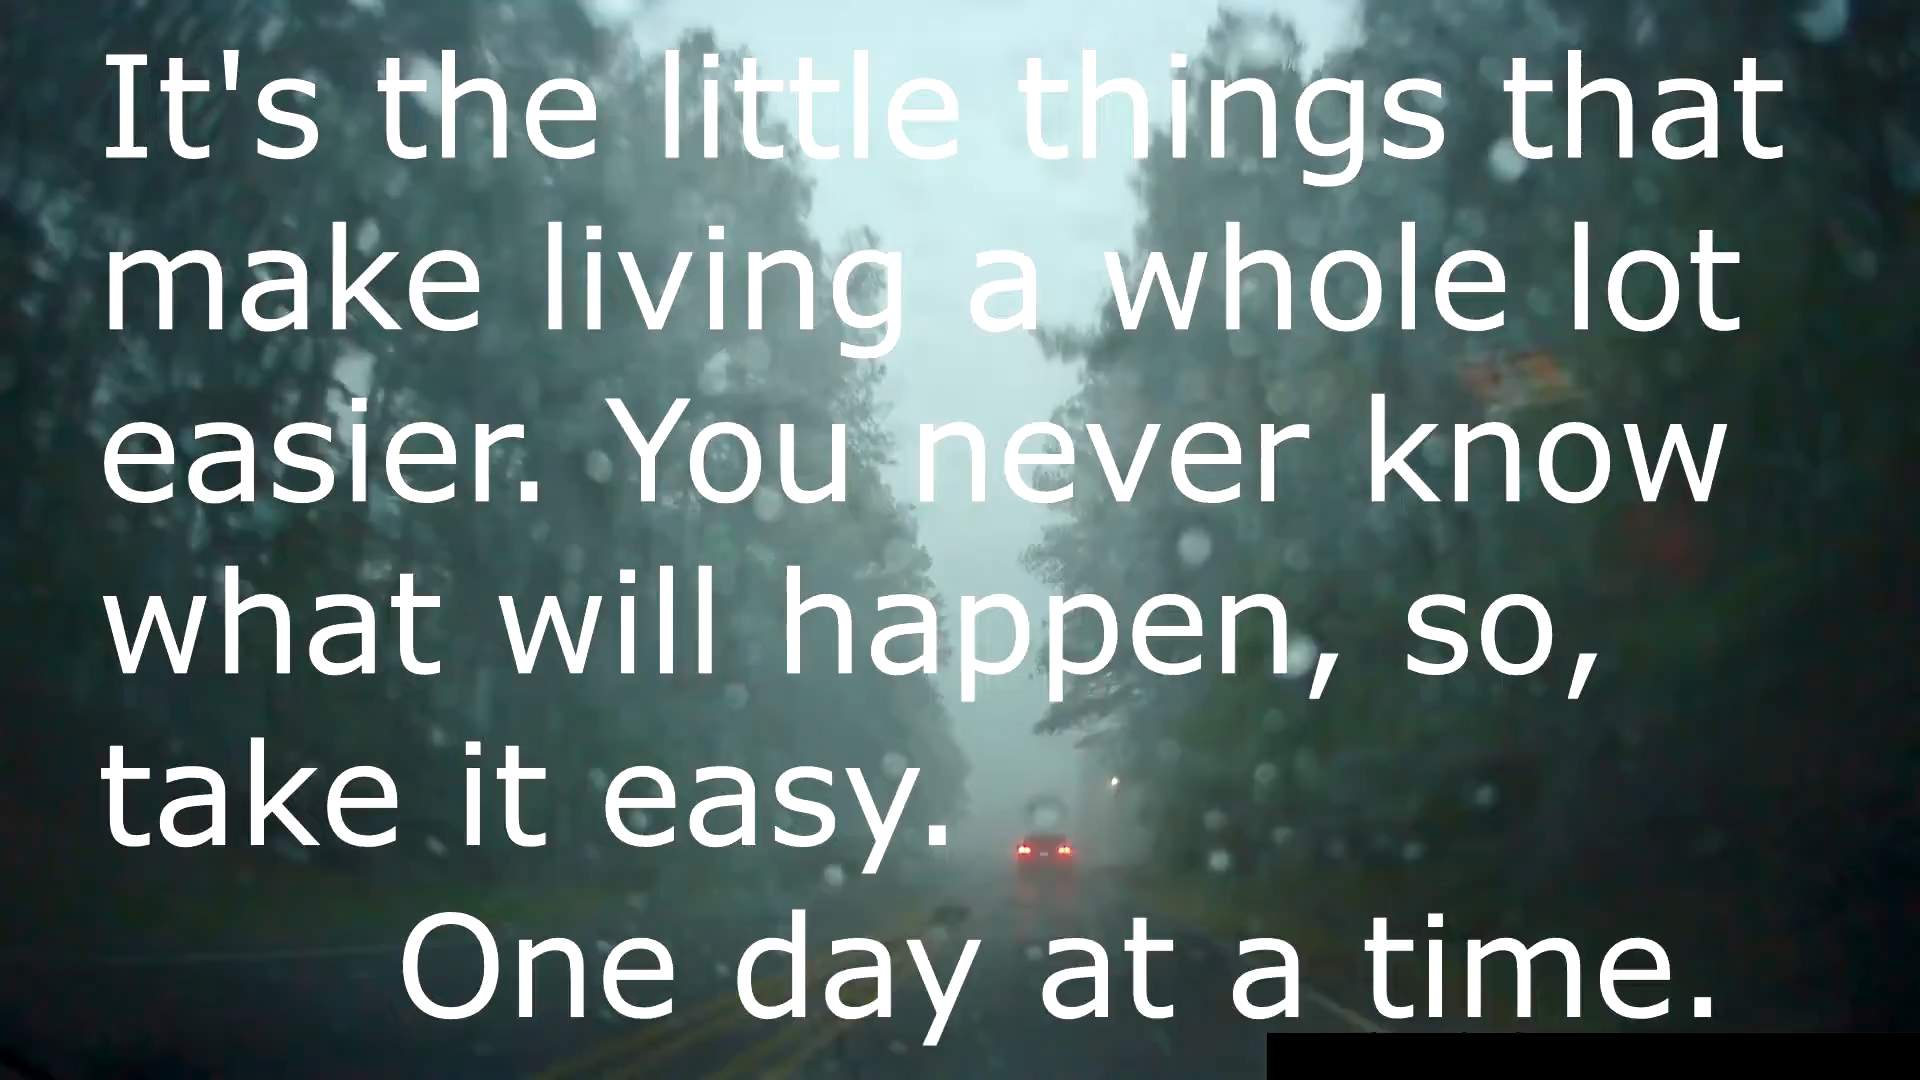 It's the little things that
make living a whole lot
easier. You never know
what will happen, so,
take it easy.
One day at a time.